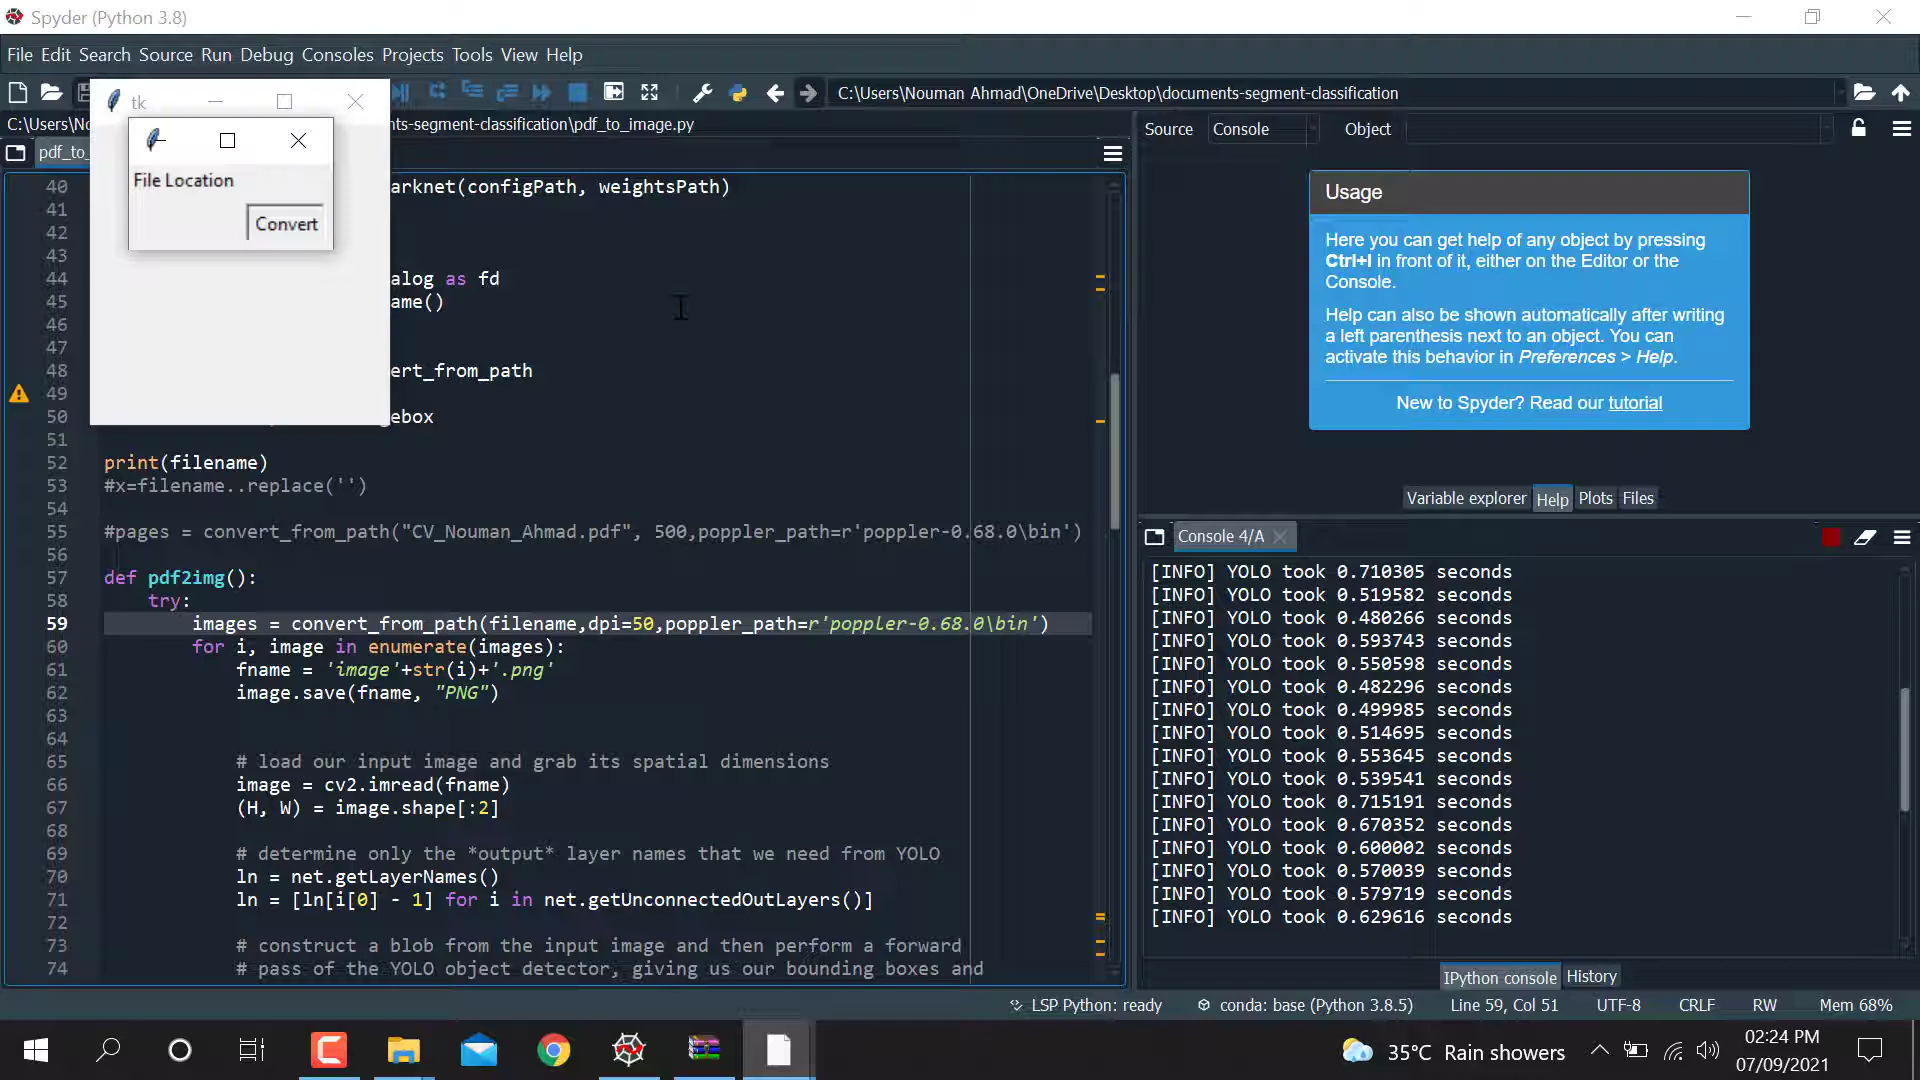 Spyder (Python 3.8)
File Edit Search Source Run Debug Consoles Projects Tools View Help
C:\Users\Nouman Ahmad\OneDrive\Desktop\documents-segment-classification
C:\Users\No
nts-segment-classification\pdf_to_image.py
tk
File Location
Convert
pdf_to_
40 arknet(configPath, weightsPath)
41
42
43
44 alog as fd
45 ame()
46
47
48 ert_from_path
49
50 gebox
51
52 print(filename)
53 #x=filename..replace('')
54
55 #pages = convert_from_path("CV_Nouman_Ahmad.pdf", 500,poppler_path=r'poppler-0.68.0\bin')
56
57 def pdf2img():
58 try:
59 images = convert_from_path(filename,dpi=50,poppler_path=r'poppler-0.68.0\bin')
60 for i, image in enumerate(images):
61 fname = 'image'+str(i)+'.png'
62 image.save(fname, "PNG")
63
64
65 # load our input image and grab its spatial dimensions
66 image = cv2.imread(fname)
67 (H, W) = image.shape[:2]
68
69 # determine only the *output* layer names that we need from YOLO
70 ln = net.getLayerNames()
71 ln = [ln[i[0] - 1] for i in net.getUnconnectedOutLayers()]
72
73 # construct a blob from the input image and then perform a forward
74 # pass of the YOLO object detector, giving us our bounding boxes and
Source Console Object
Usage
Here you can get help of any object by pressing
Ctrl+I in front of it, either on the Editor or the
Console.
Help can also be shown automatically after writing
a left parenthesis next to an object. You can
activate this behavior in Preferences > Help.
New to Spyder? Read our tutorial
Variable explorer Help Plots Files
Console 4/A
[INFO] YOLO took 0.710305 seconds
[INFO] YOLO took 0.519582 seconds
[INFO] YOLO took 0.480266 seconds
[INFO] YOLO took 0.593743 seconds
[INFO] YOLO took 0.550598 seconds
[INFO] YOLO took 0.482296 seconds
[INFO] YOLO took 0.499985 seconds
[INFO] YOLO took 0.514695 seconds
[INFO] YOLO took 0.553645 seconds
[INFO] YOLO took 0.539541 seconds
[INFO] YOLO took 0.715191 seconds
[INFO] YOLO took 0.670352 seconds
[INFO] YOLO took 0.600002 seconds
[INFO] YOLO took 0.570039 seconds
[INFO] YOLO took 0.579719 seconds
[INFO] YOLO took 0.629616 seconds
IPython console History
LSP Python: ready conda: base (Python 3.8.5) Line 59, Col 51 UTF-8 CRLF RW Mem 68%
35°C Rain showers
02:24 PM
07/09/2021